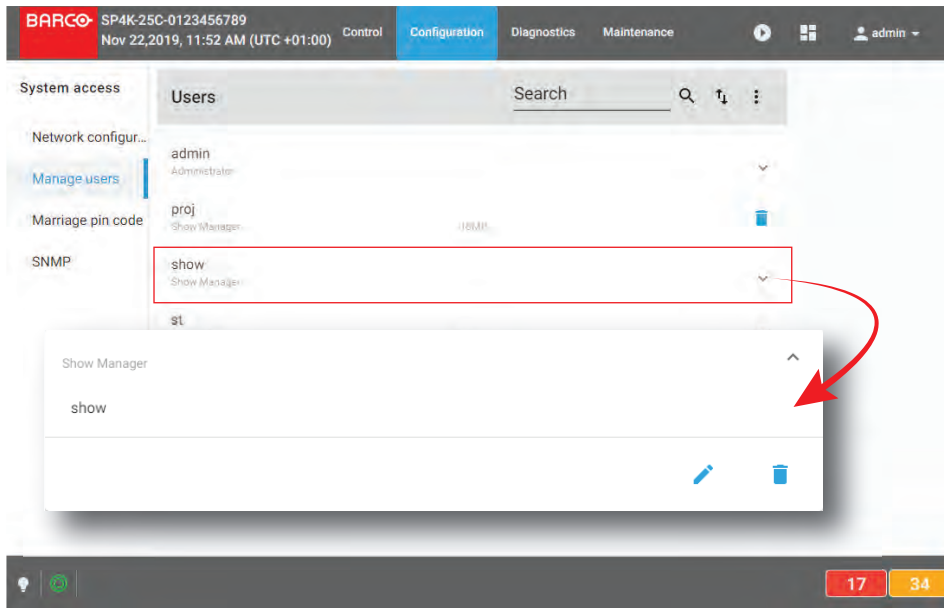 BARCO SP4K-25C-0123456789
Nov 22,2019, 11:52 AM (UTC +01:00)
Control Configuration Diagnostics Maintenance admin
System access
Network configur...
Manage users
Marriage pin code
SNMP
Users Search
admin
Administrator
proj
Show Manager
show
Show Manager
st
Show Manager
show
17 34